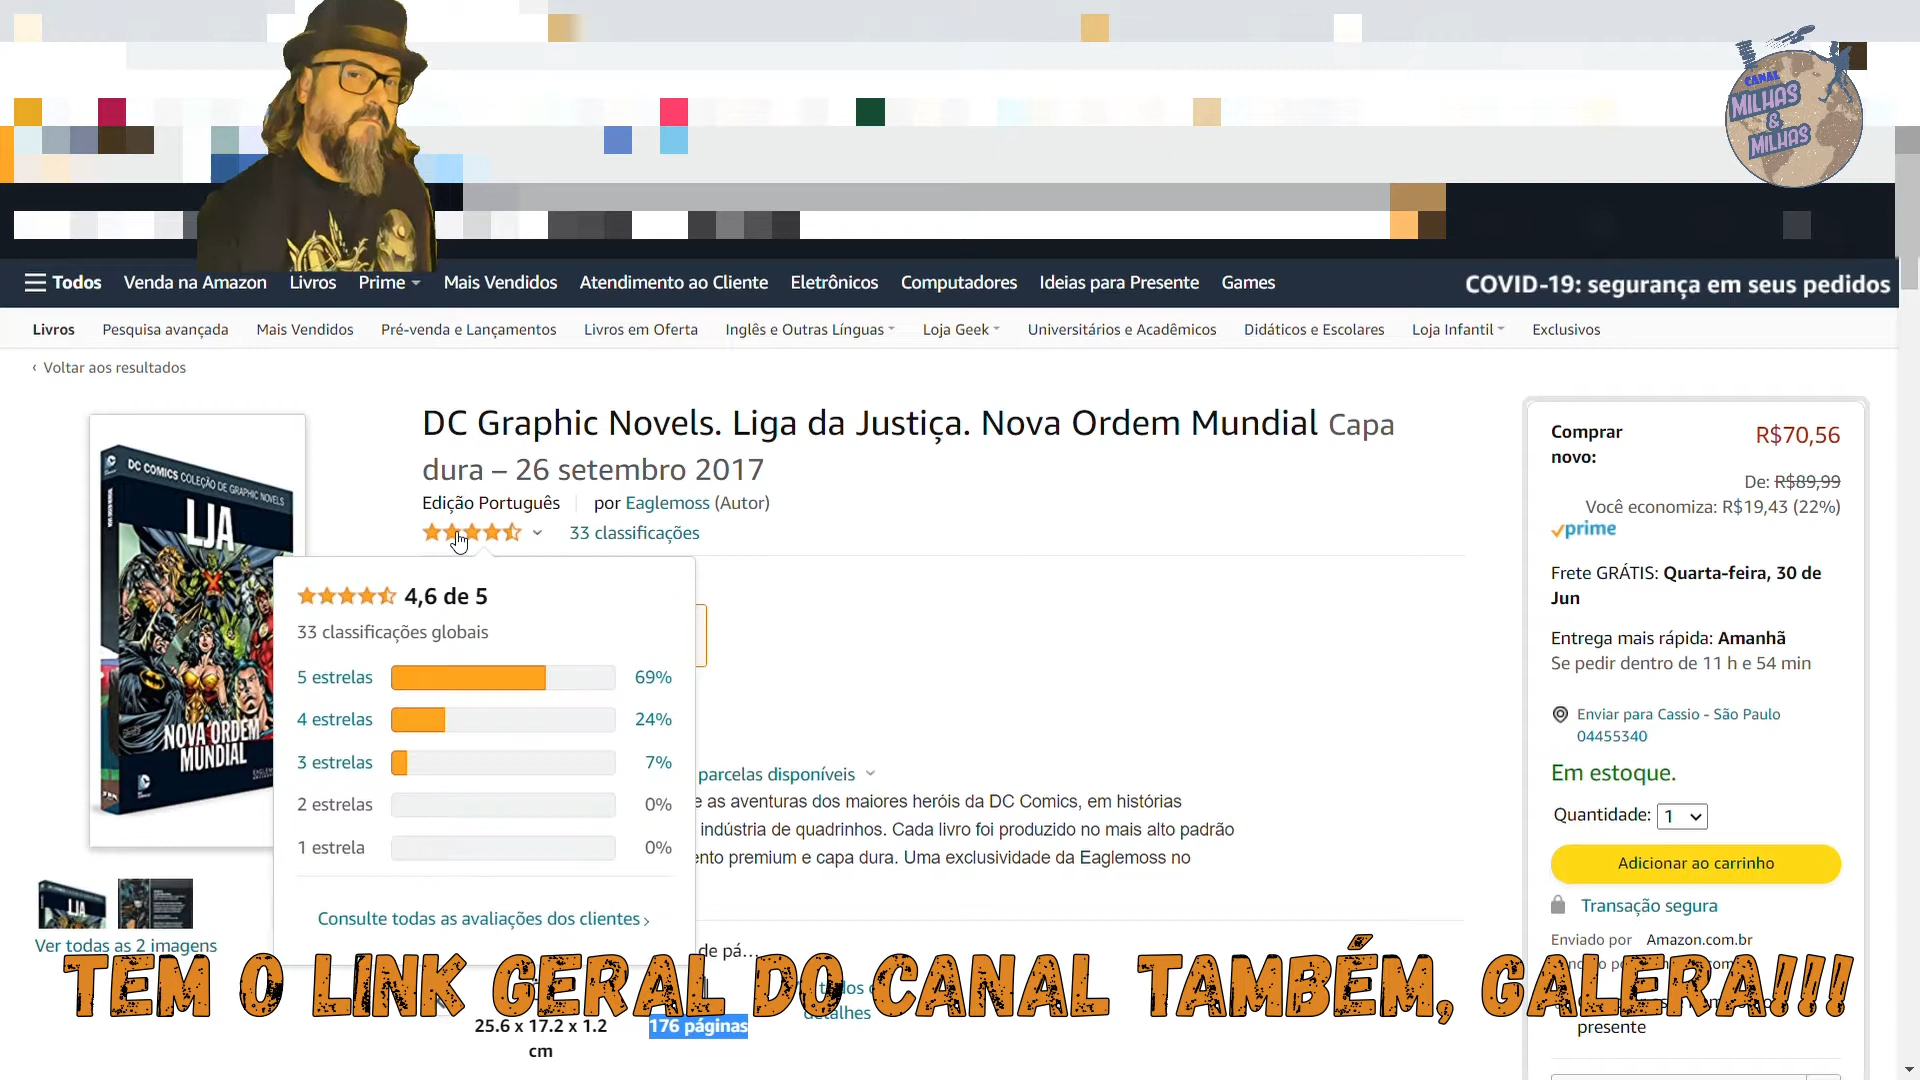 CANAL
MILHAS
&
MILHAS
Todos Venda na Amazon Livros Prime Mais Vendidos Atendimento ao Cliente Eletrônicos Computadores Ideias para Presente Games COVID-19: segurança em seus pedidos
Livros Pesquisa avançada Mais Vendidos Pré-venda e Lançamentos Livros em Oferta Inglês e Outras Línguas Loja Geek Universitários e Acadêmicos Didáticos e Escolares Loja Infantil Exclusivos
‹ Voltar aos resultados
DC COMICS COLEÇÃO DE GRAPHIC NOVELS
LJA
NOVA ORDEM
MUNDIAL
LJA
Ver todas as 2 imagens
DC Graphic Novels. Liga da Justiça. Nova Ordem Mundial Capa
dura – 26 setembro 2017
Edição Português por Eaglemoss (Autor)
33 classificações
4,6 de 5
33 classificações globais
5 estrelas 69%
4 estrelas 24%
3 estrelas 7%
2 estrelas 0%
1 estrela 0%
Consulte todas as avaliações dos clientes ›
parcelas disponíveis
e as aventuras dos maiores heróis da DC Comics, em histórias
indústria de quadrinhos. Cada livro foi produzido no mais alto padrão
nto premium e capa dura. Uma exclusividade da Eaglemoss no
de pá...
detalhes
25.6 x 17.2 x 1.2
cm
176 páginas
Comprar
novo:
R$70,56
De: R$89,99
Você economiza: R$19,43 (22%)
prime
Frete GRÁTIS: Quarta-feira, 30 de
Jun
Entrega mais rápida: Amanhã
Se pedir dentro de 11 h e 54 min
Enviar para Cassio - São Paulo
04455340
Em estoque.
Quantidade: 1
Adicionar ao carrinho
Transação segura
Enviado por Amazon.com.br
presente
TEM O LINK GERAL DO CANAL TAMBÉM, GALERA!!!